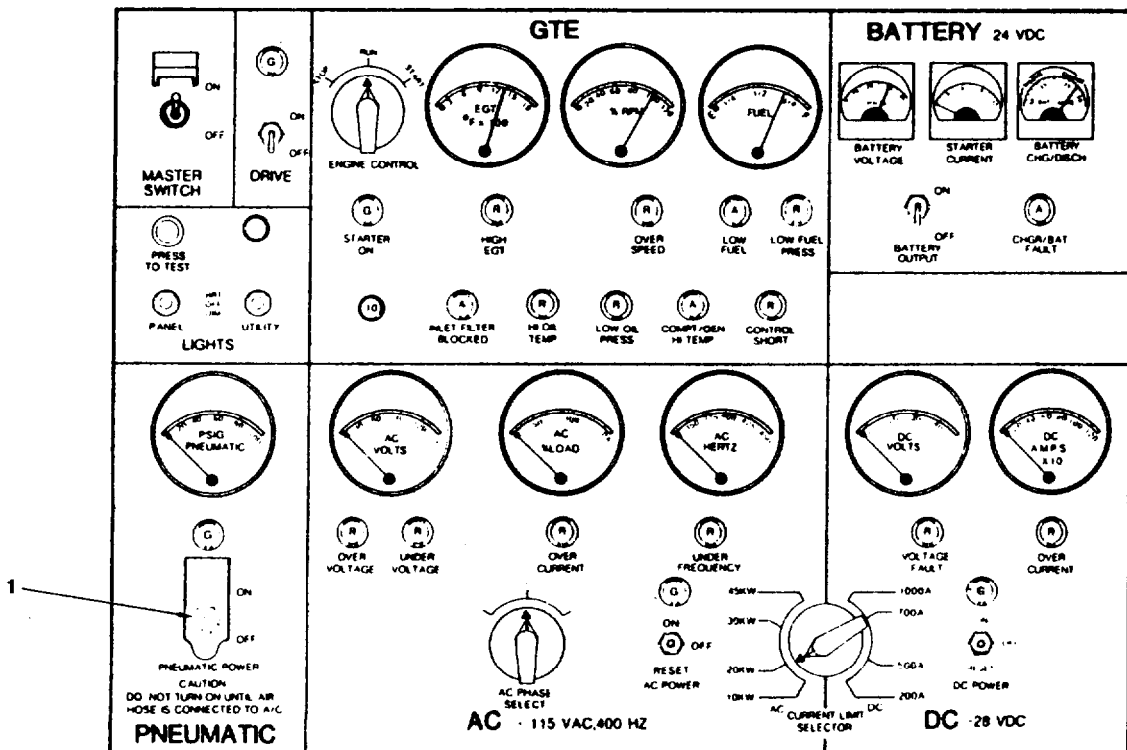 GTE
BATTERY 24 VDC
G
ON
OFF
MASTER
SWITCH
ON
OFF
DRIVE
STOP
RUN
START
ENGINE CONTROL
EGT
°F x 100
% RPM
FUEL
BATTERY
VOLTAGE
STARTER
CURRENT
BATTERY
CHG/DISCH
G
STARTER
ON
R
HIGH
EGT
R
OVER
SPEED
A
LOW
FUEL
R
LOW FUEL
PRESS
ON
OFF
BATTERY
OUTPUT
A
CHGR/BAT
FAULT
PRESS
TO TEST
PANEL
UTILITY
LIGHTS
10
A
INLET FILTER
BLOCKED
R
HI OIL
TEMP
R
LOW OIL
PRESS
A
COMPT/GEN
HI TEMP
R
CONTROL
SHORT
PSIG
PNEUMATIC
AC
VOLTS
AC
%LOAD
AC
HERTZ
DC
VOLTS
DC
AMPS
X10
G
R
OVER
VOLTAGE
R
UNDER
VOLTAGE
R
OVER
CURRENT
R
UNDER
FREQUENCY
R
VOLTAGE
FAULT
R
OVER
CURRENT
1
ON
OFF
PNEUMATIC POWER
CAUTION
DO NOT TURN ON UNTIL AIR
HOSE IS CONNECTED TO A/C
PNEUMATIC
AC PHASE
SELECT
G
ON
G OFF
RESET
AC POWER
45KW
30KW
20KW
10KW
AC
1000A
700A
500A
200A
DC
CURRENT LIMIT
SELECTOR
G
G
RESET
DC POWER
AC - 115 VAC, 400 HZ
DC -28 VDC